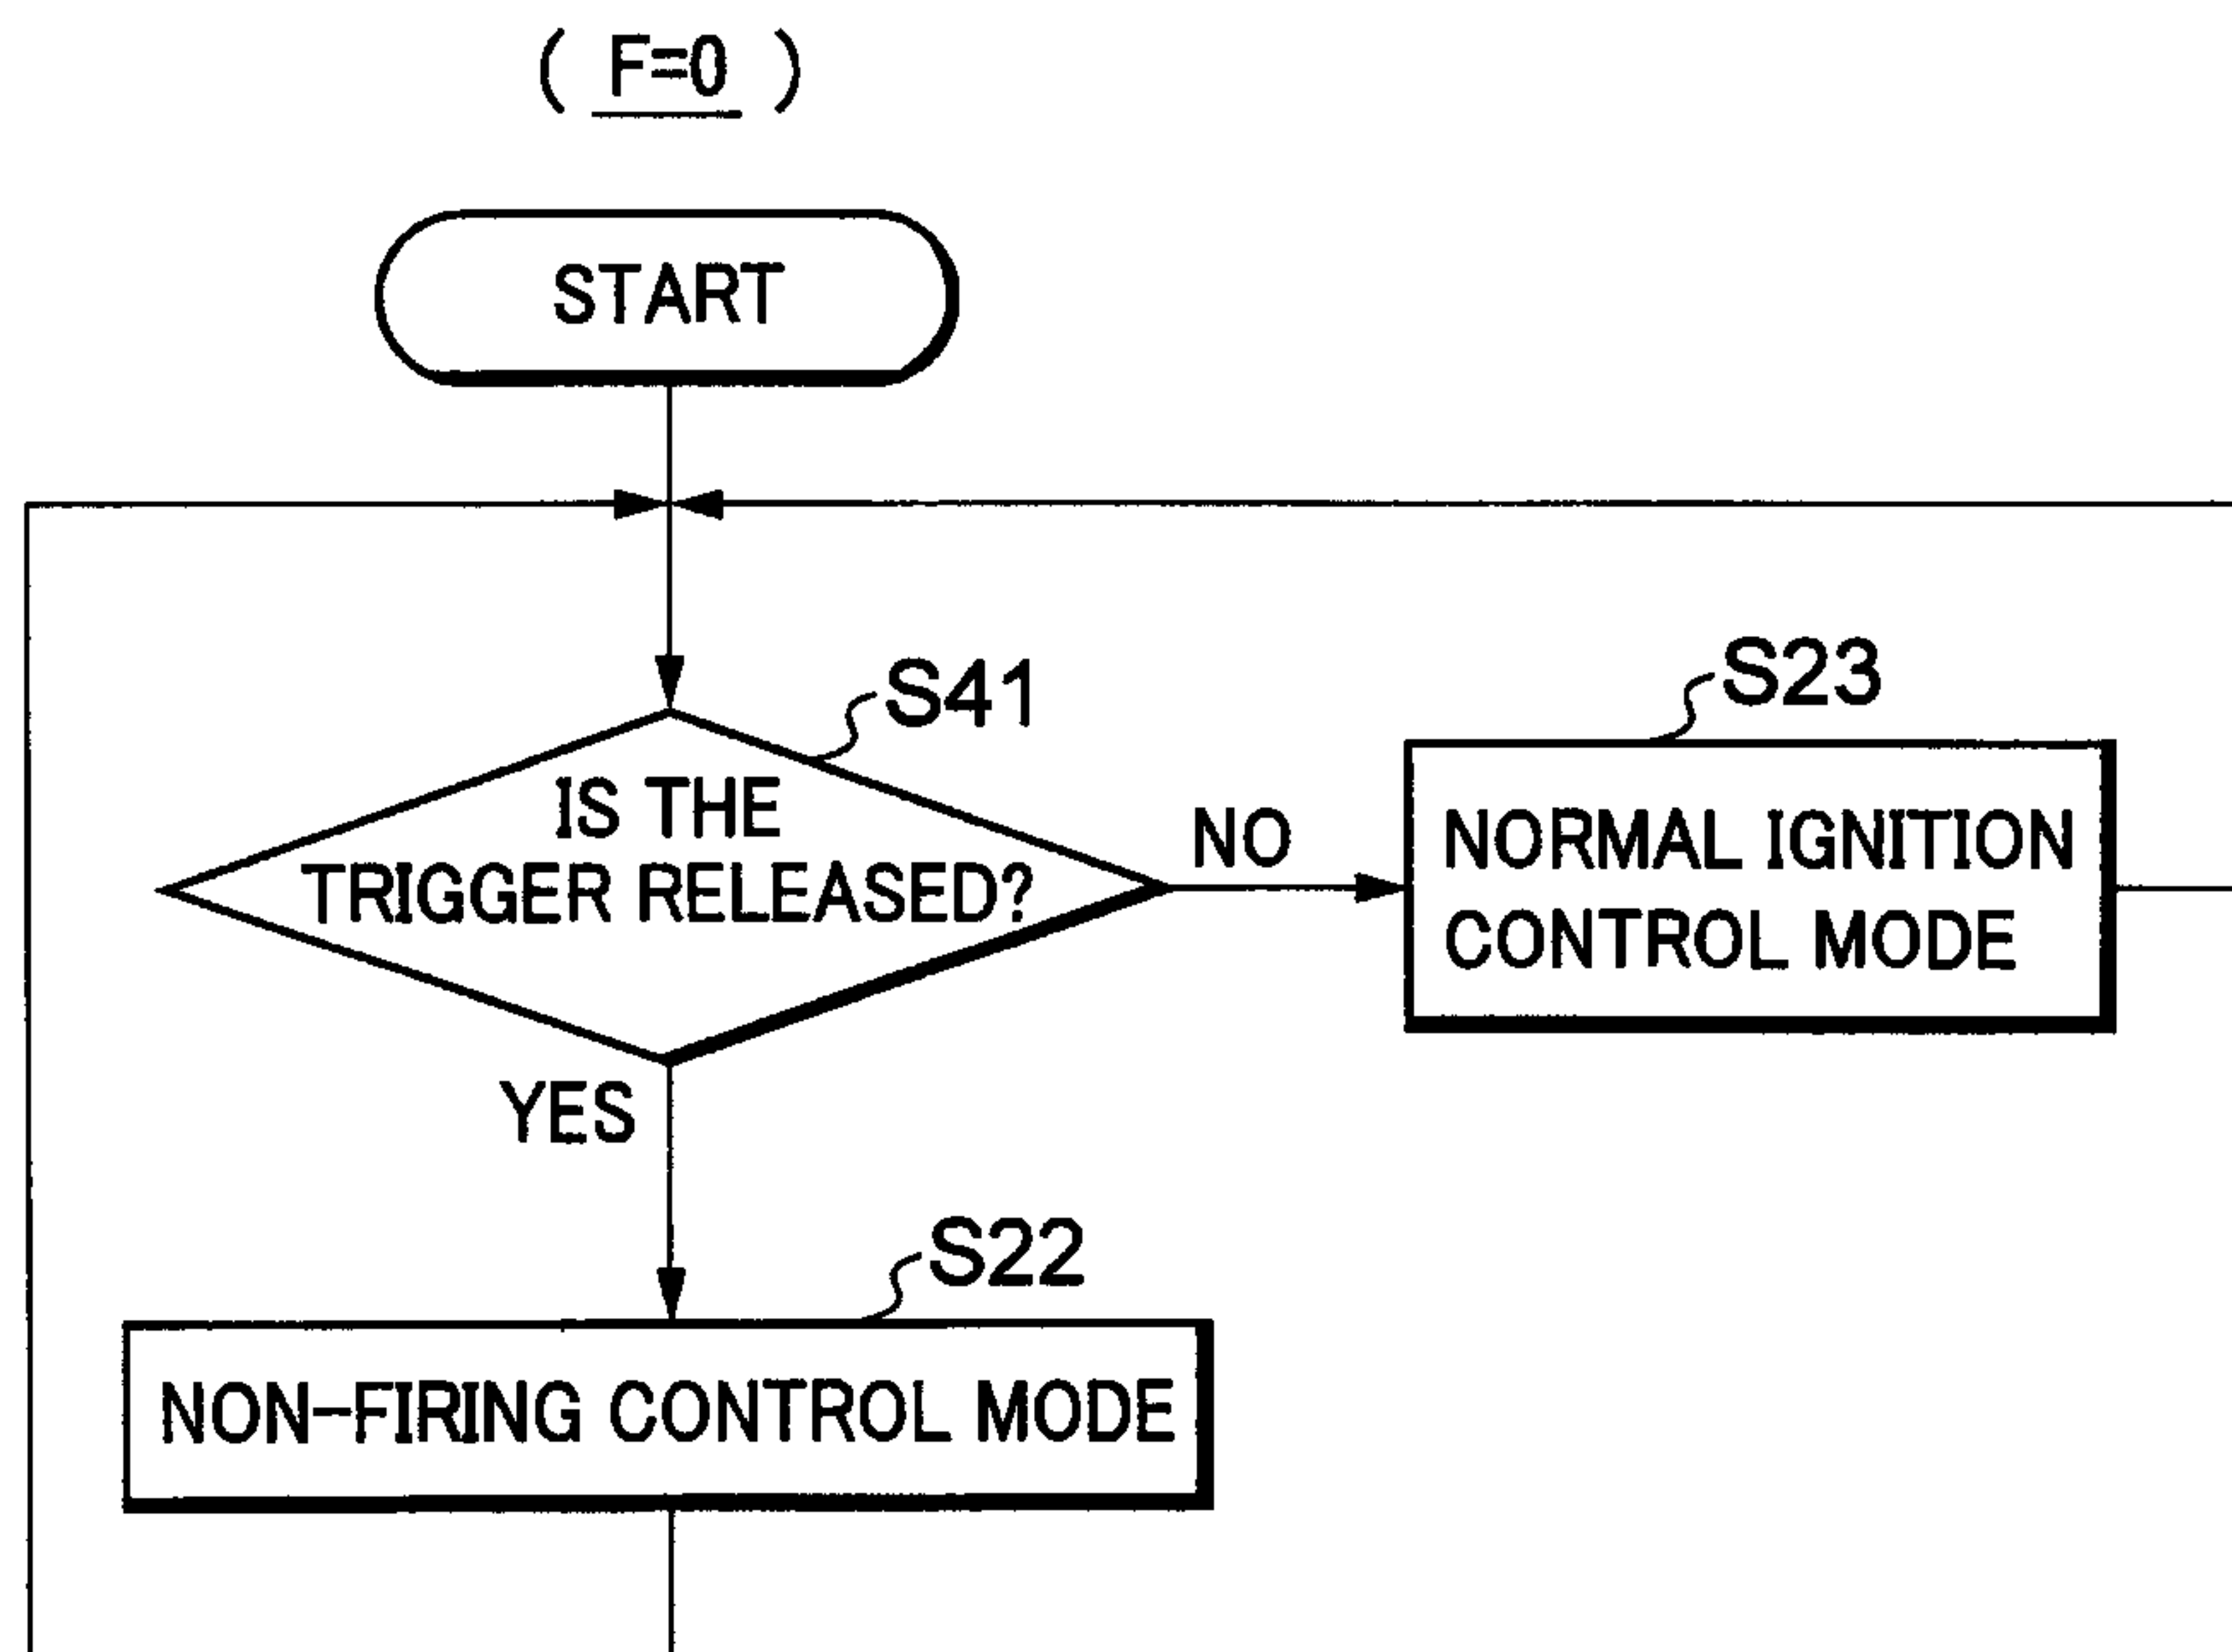 ( F=0 )
START
S41
IS THE
TRIGGER RELEASED?
NO
S23
NORMAL IGNITION
CONTROL MODE
YES
S22
NON-FIRING CONTROL MODE